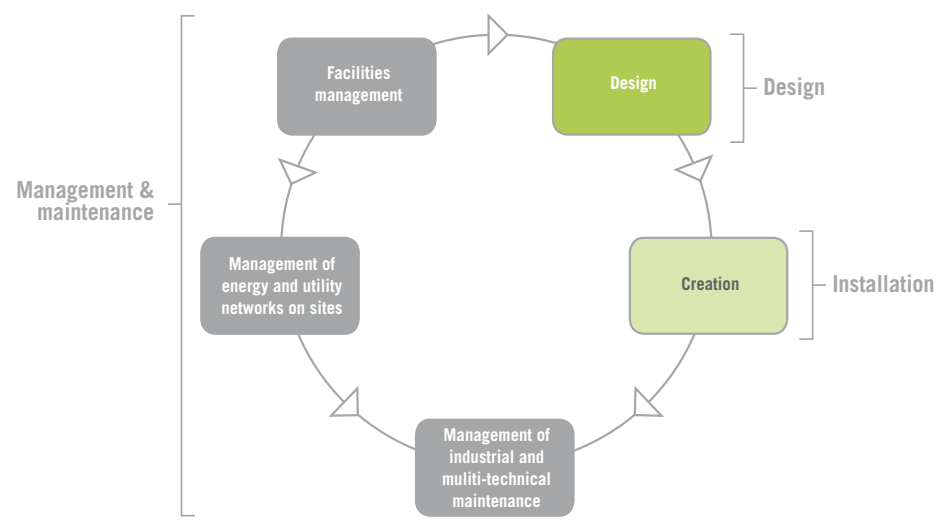 Facilities
management
Design
Design
Management &
maintenance
Management of
energy and utility
networks on sites
Creation
Installation
Management of
industrial and
muliti-technical
maintenance